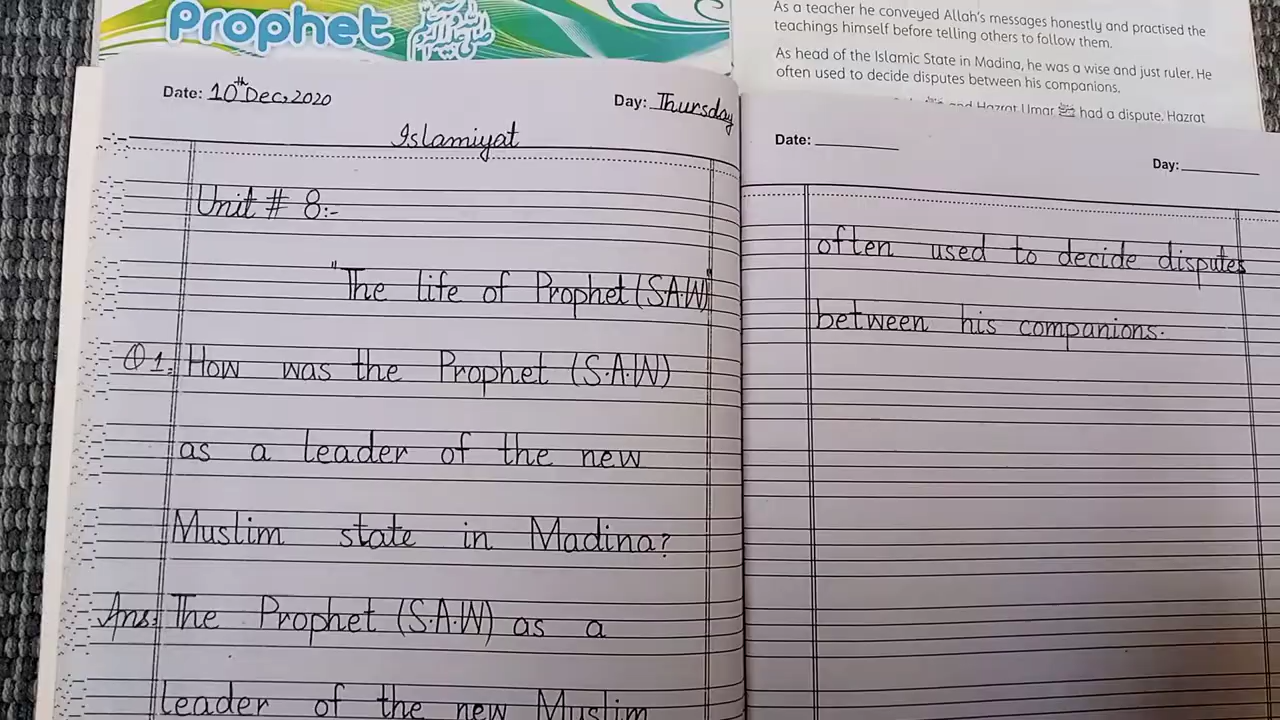 Prophet
As a teacher he conveyed Allah's messages honestly and practised the
teachings himself before telling others to follow them.
As head of the Islamic State in Madina, he was a wise and just ruler. He
often used to decide disputes between his companions.
and Hazrat Umar had a dispute. Hazrat
Date: 10th Dec, 2020
Day: Thursday
Islamiyat
Unit # 8:-
"The life of Prophet (S.A.W)"
Q1. How was the Prophet (S.A.W)
as a leader of the new
Muslim state in Madina?
Ans: The Prophet (S.A.W) as a
leader of the new Muslim
Date:
Day:
often used to decide disputes
between his companions.